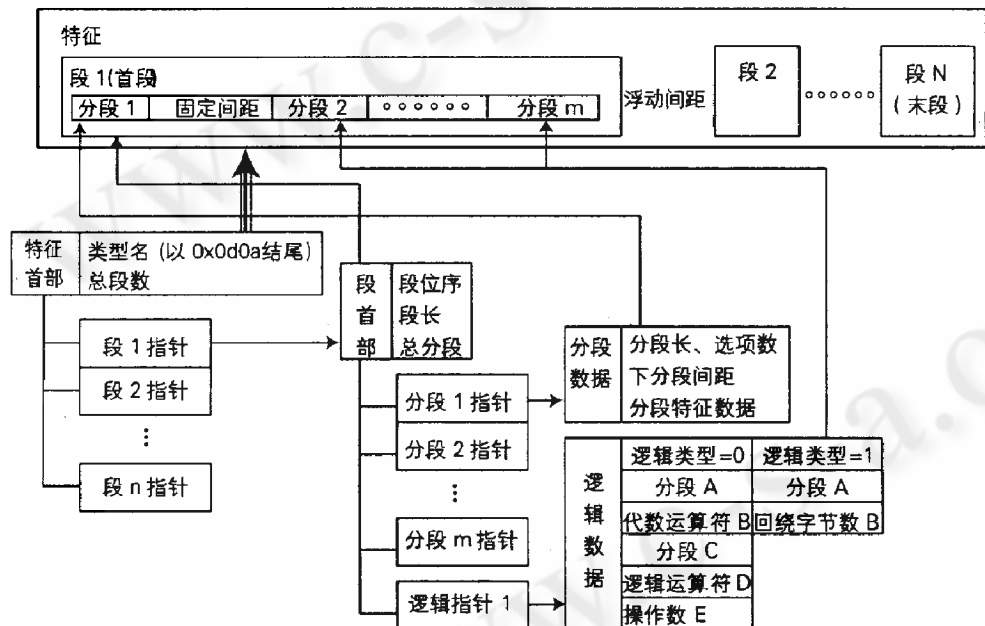 特征
段 1(首段)
分段 1
固定间距
分段 2
分段 m
浮动间距
段 2
段 N
(末段)
特征
首部
类型名 (以 0x0d0a结尾)
总段数
段 1 指针
段 2 指针
段 n 指针
段
首
部
段位序
段长
总分段
分段 1 指针
分段 2 指针
分段 m 指针
逻辑指针 1
分段
数据
分段长、选项数
下分段间距
分段特征数据
逻
辑
数
据
逻辑类型=0
逻辑类型=1
分段 A
分段 A
代数运算符 B
回绕字节数 B
分段 C
逻辑运算符 D
操作数 E